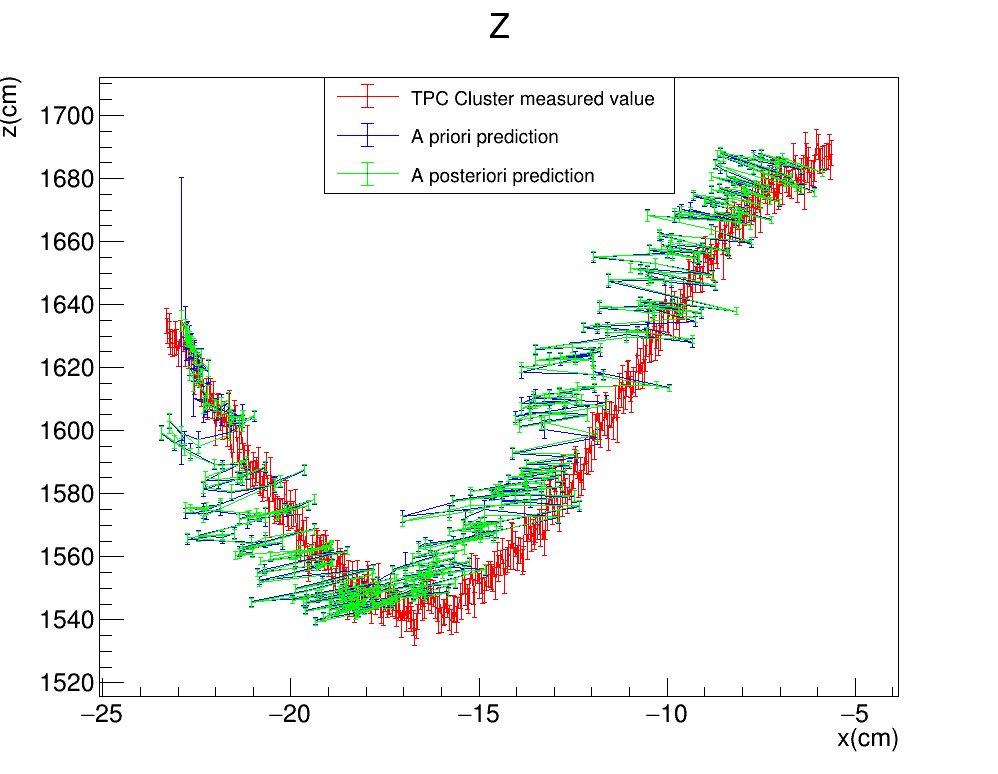 Z
z(cm)
TPC Cluster measured value
A priori prediction
A posteriori prediction
1700
1680
1660
1640
1620
1600
1580
1560
1540
1520
−25 −20 −15 −10 −5
x(cm)